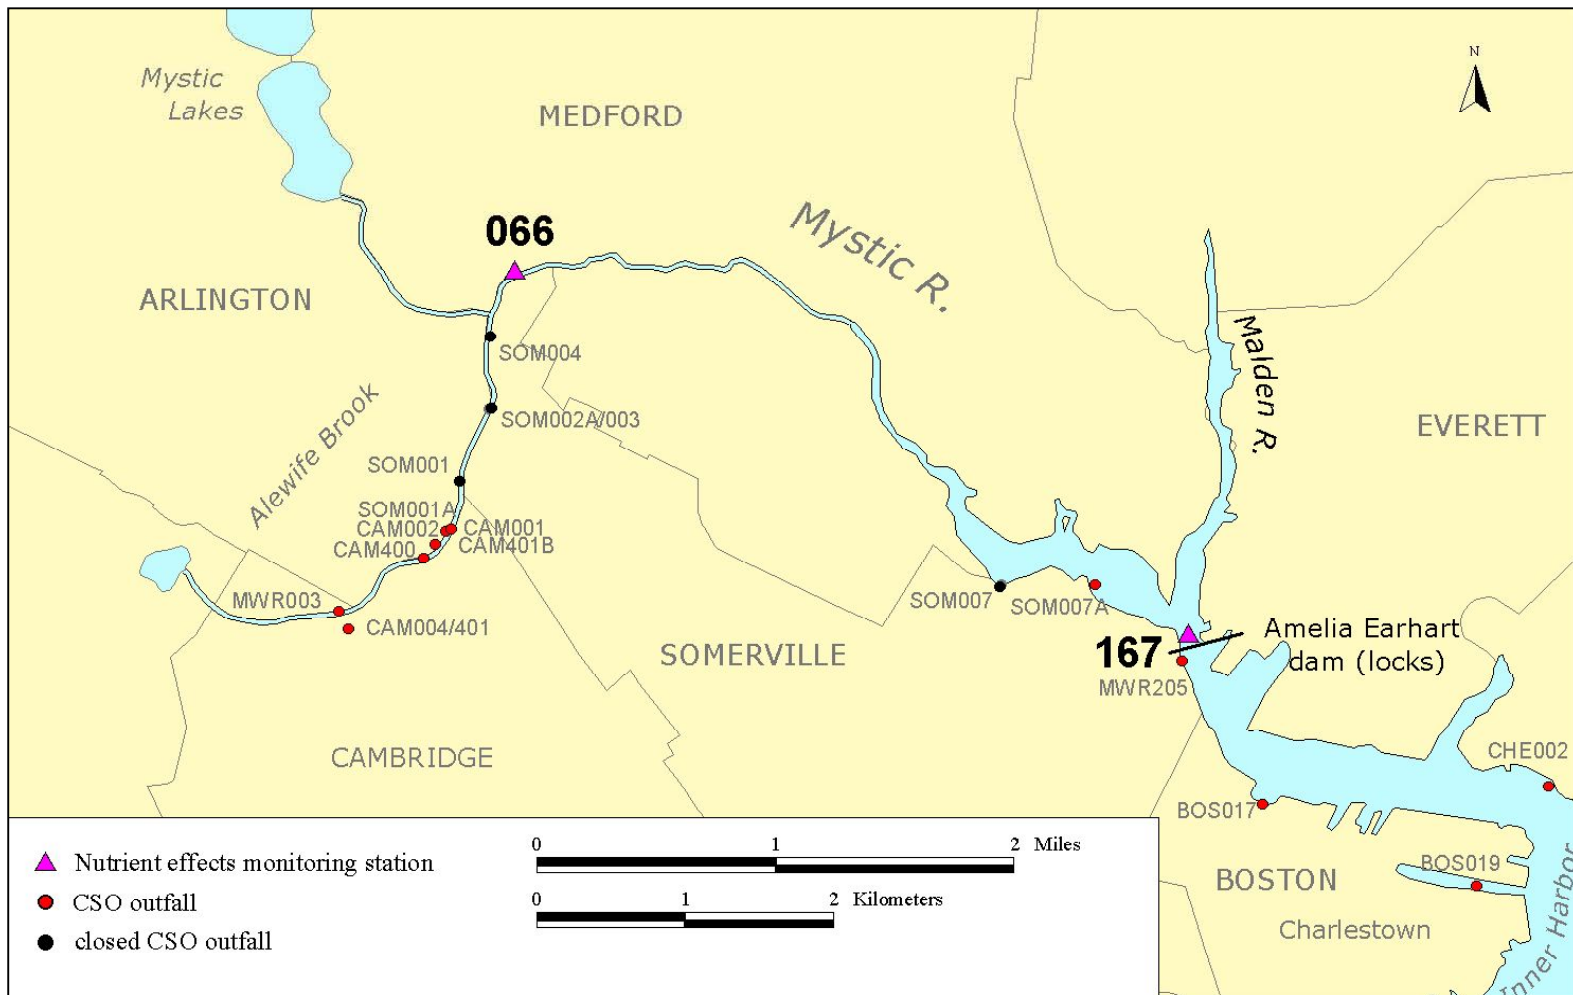 N
Mystic
Lakes
MEDFORD
066
Mystic R.
ARLINGTON
Malden R.
SOM004
SOM002A/003
EVERETT
Alewife Brook
SOM001
SOM001A
CAM002
CAM001
CAM400
CAM401B
MWR003
CAM004/401
SOM007
SOM007A
Amelia Earhart
dam (locks)
167
SOMERVILLE
MWR205
CAMBRIDGE
CHE002
BOS017
BOS019
BOSTON
Charlestown
Inner Harbor
Nutrient effects monitoring station
CSO outfall
closed CSO outfall
0 1 2 Miles
0 1 2 Kilometers